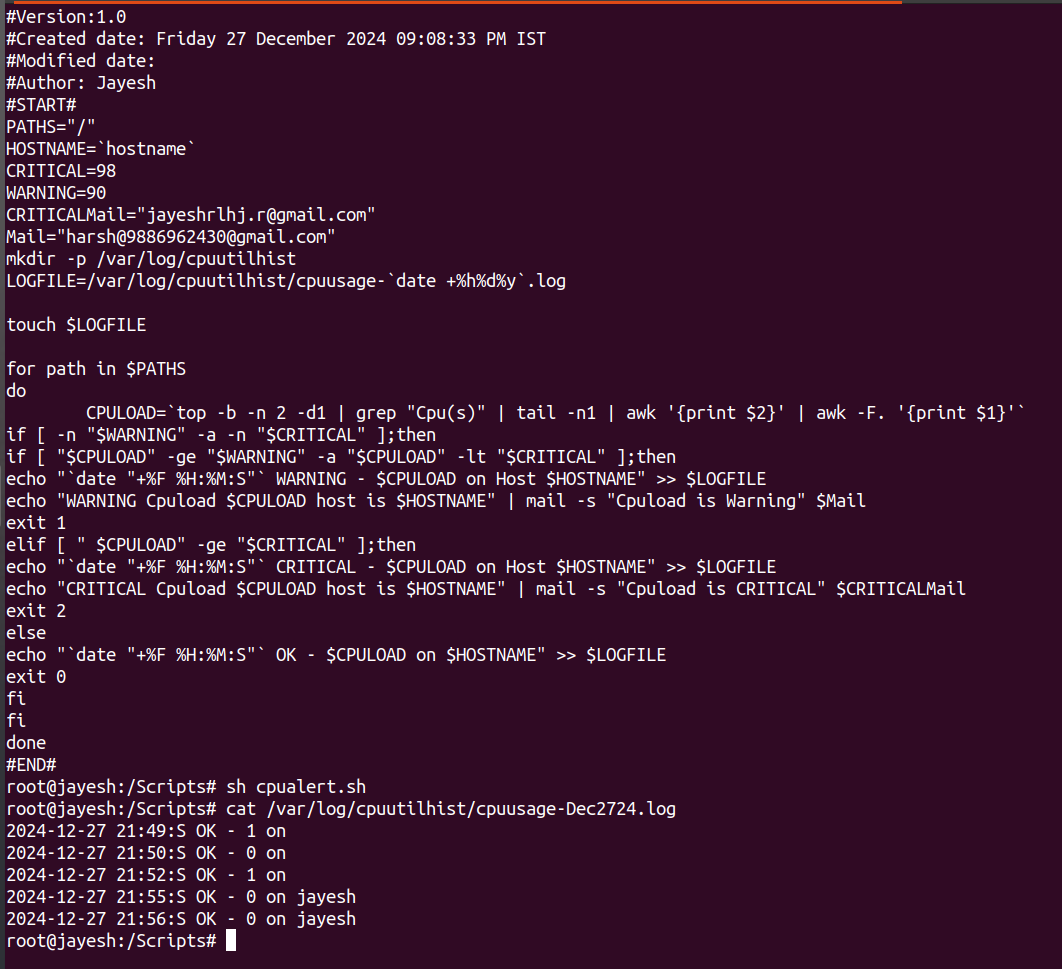 #Version:1.0
#Created date: Friday 27 December 2024 09:08:33 PM IST
#Modified date:
#Author: Jayesh
#START#
PATHS="/"
HOSTNAME=`hostname`
CRITICAL=98
WARNING=90
CRITICALMail="jayeshrlhj.r@gmail.com"
Mail="harsh@9886962430@gmail.com"
mkdir -p /var/log/cpuutilhist
LOGFILE=/var/log/cpuutilhist/cpuusage-`date +%h%d%y`.log

touch $LOGFILE

for path in $PATHS
do
        CPULOAD=`top -b -n 2 -d1 | grep "Cpu(s)" | tail -n1 | awk '{print $2}' | awk -F. '{print $1}'`
if [ -n "$WARNING" -a -n "$CRITICAL" ];then
if [ "$CPULOAD" -ge "$WARNING" -a "$CPULOAD" -lt "$CRITICAL" ];then
echo "`date "+%F %H:%M:S"` WARNING - $CPULOAD on Host $HOSTNAME" >> $LOGFILE
echo "WARNING Cpuload $CPULOAD host is $HOSTNAME" | mail -s "Cpuload is Warning" $Mail
exit 1
elif [ " $CPULOAD" -ge "$CRITICAL" ];then
echo "`date "+%F %H:%M:S"` CRITICAL - $CPULOAD on Host $HOSTNAME" >> $LOGFILE
echo "CRITICAL Cpuload $CPULOAD host is $HOSTNAME" | mail -s "Cpuload is CRITICAL" $CRITICALMail
exit 2
else
echo "`date "+%F %H:%M:S"` OK - $CPULOAD on $HOSTNAME" >> $LOGFILE
exit 0
fi
fi
done
#END#
root@jayesh:/Scripts# sh cpualert.sh
root@jayesh:/Scripts# cat /var/log/cpuutilhist/cpuusage-Dec2724.log
2024-12-27 21:49:S OK - 1 on
2024-12-27 21:50:S OK - 0 on
2024-12-27 21:52:S OK - 1 on
2024-12-27 21:55:S OK - 0 on jayesh
2024-12-27 21:56:S OK - 0 on jayesh
root@jayesh:/Scripts#